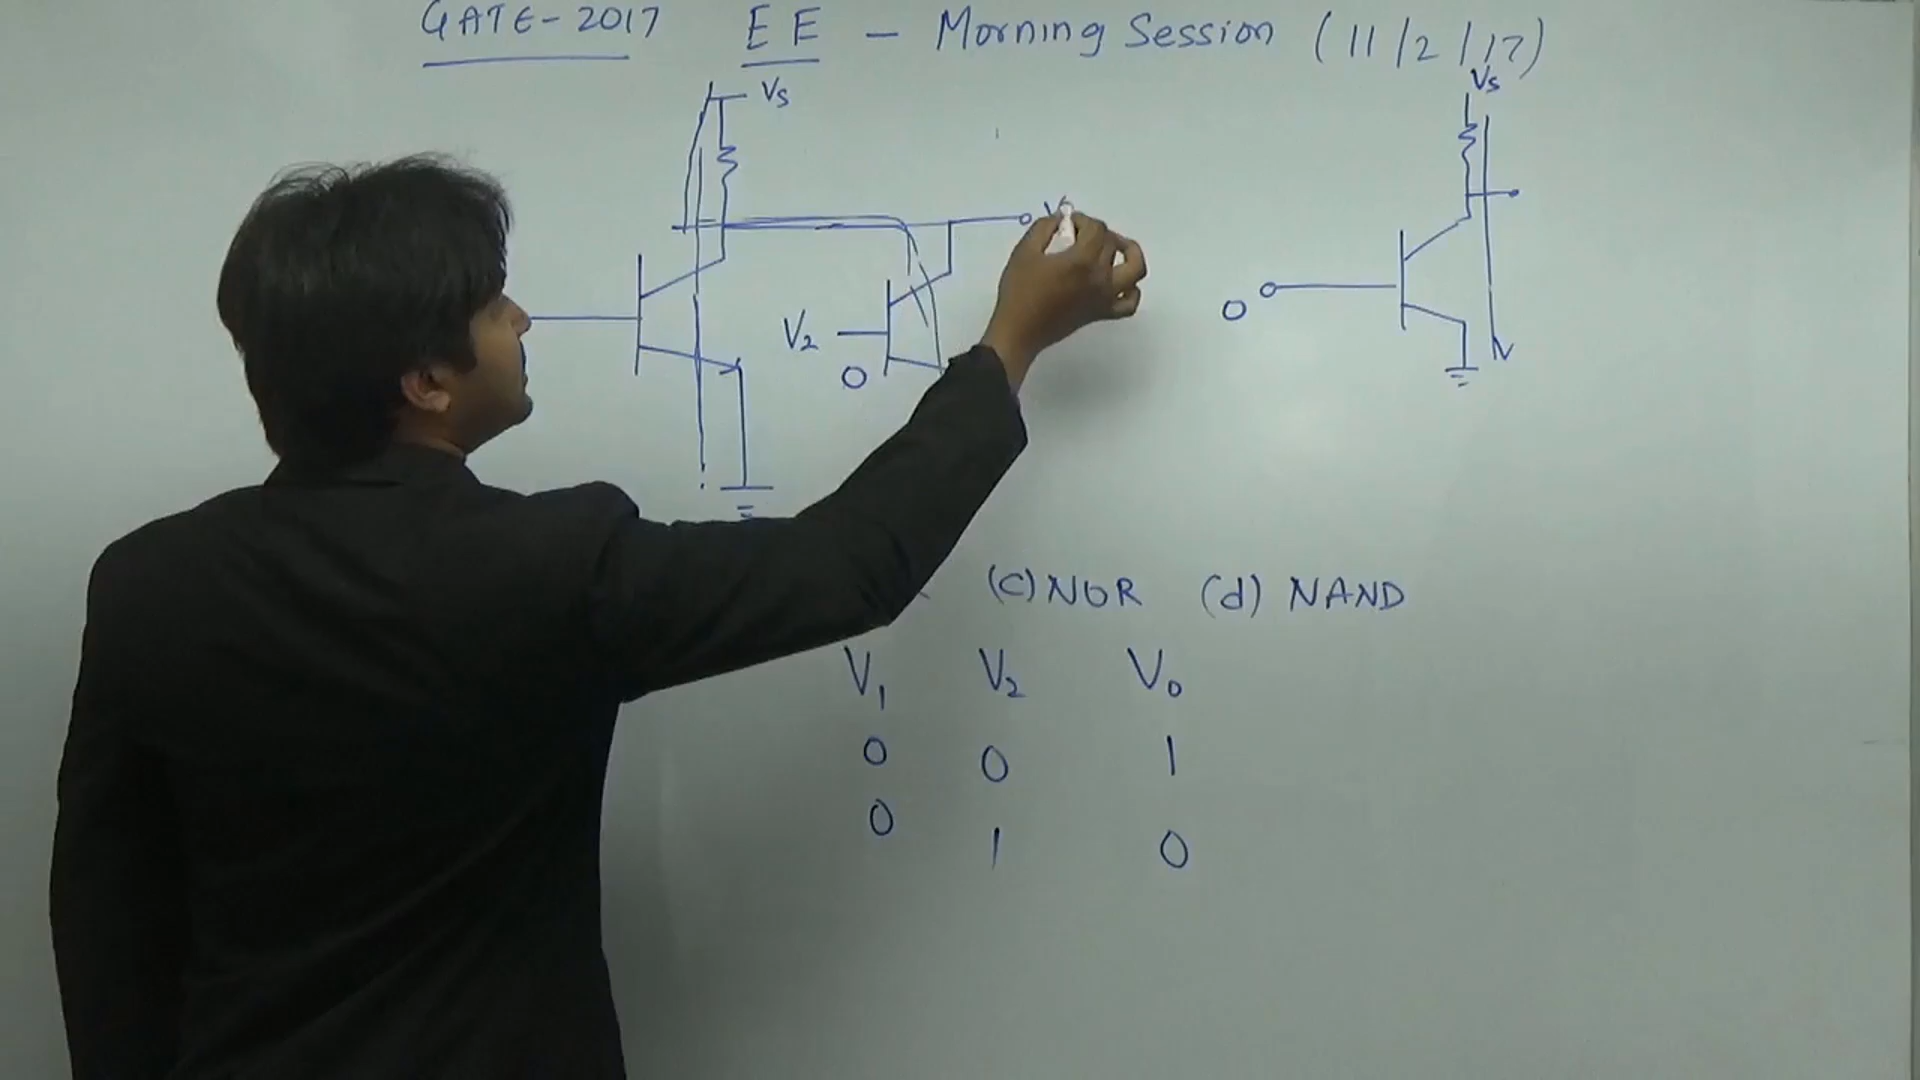 GATE-2017 EE - Morning Session (11/2/17)
Vs
Vs
V2
0
0
(c) NOR (d) NAND
V1 V2 V0
0 0 1
0 1 0